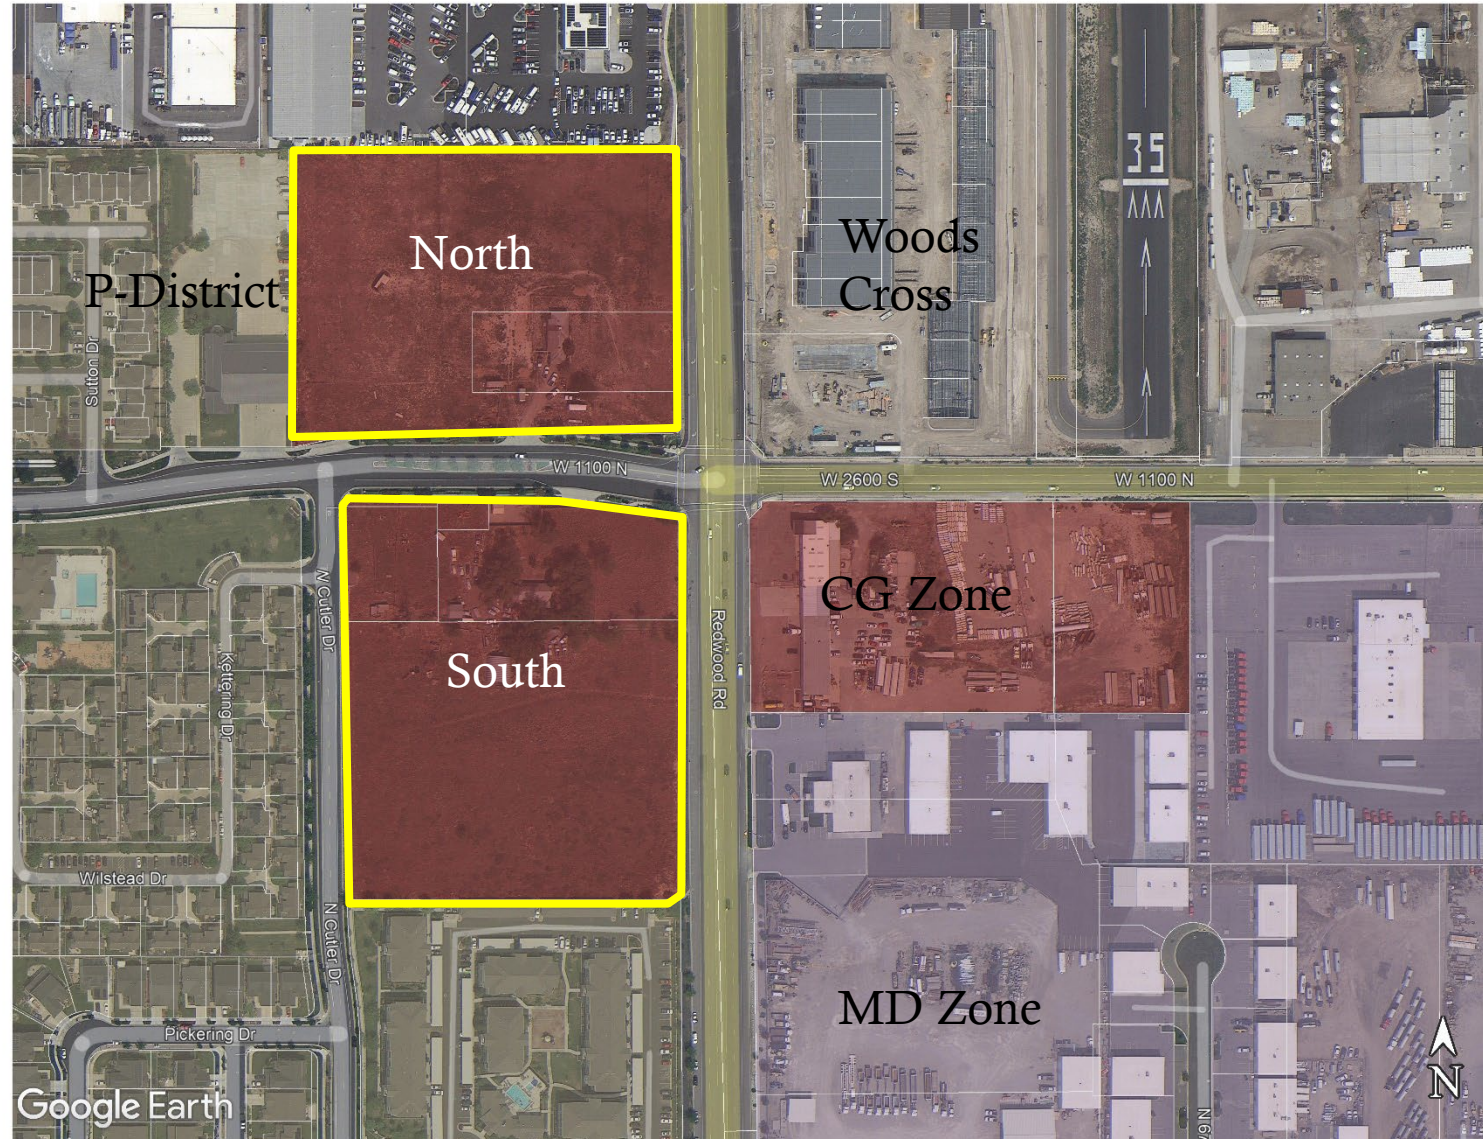 35
North
Woods
Cross
P-District
Sutton Dr
W 1100 N
W 2600 S
W 1100 N
CG Zone
N Cutler Dr
Redwood Rd
South
Kettering Dr
Wilstead Dr
N Cutler Dr
MD Zone
Pickering Dr
N
Google Earth